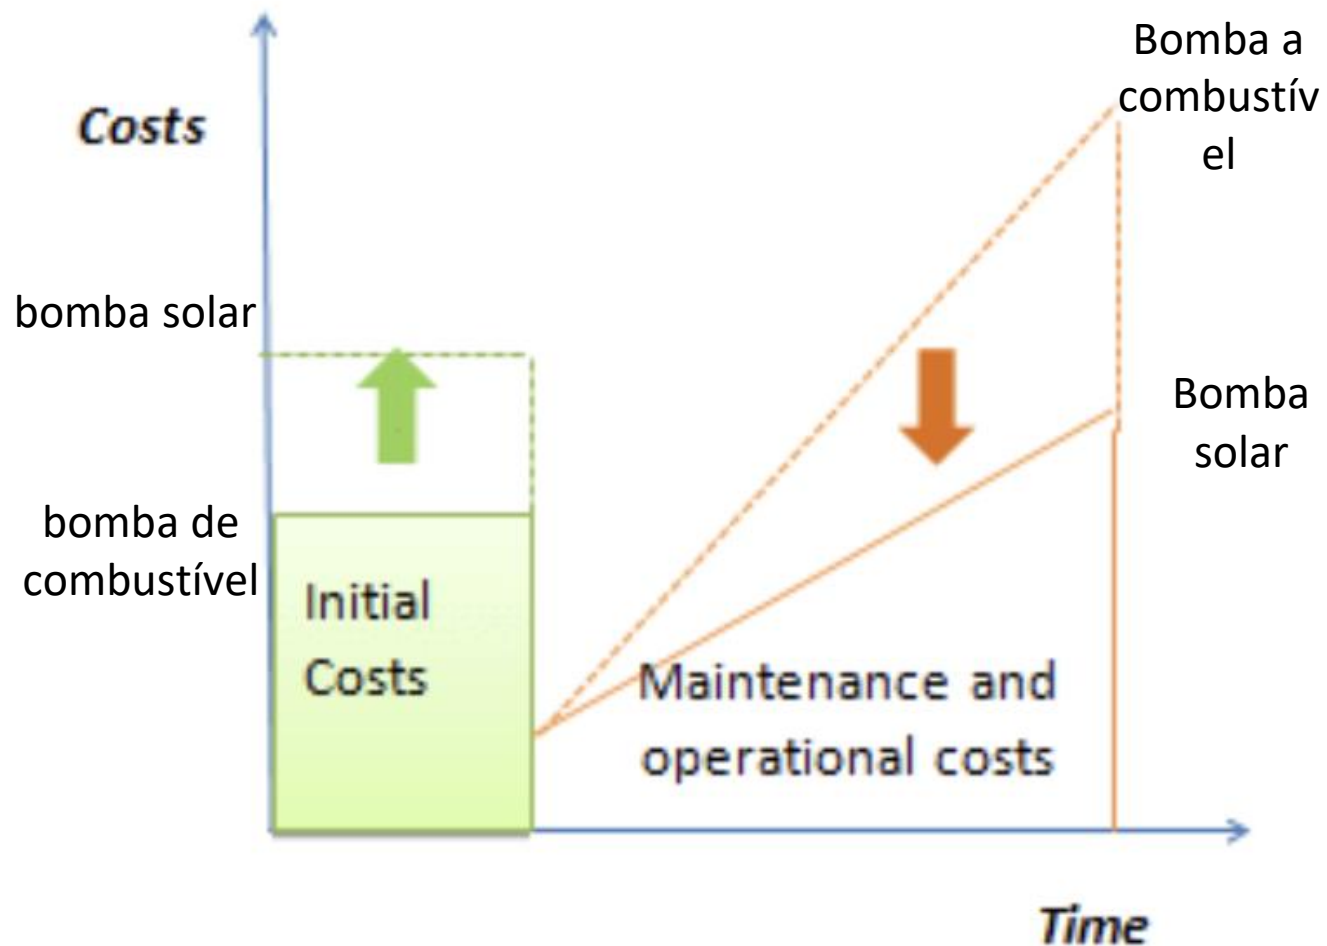 Bomba a
combustív
el
Costs
bomba solar
Bomba
solar
bomba de
combustível
Initial
Costs
Maintenance and
operational costs
Time